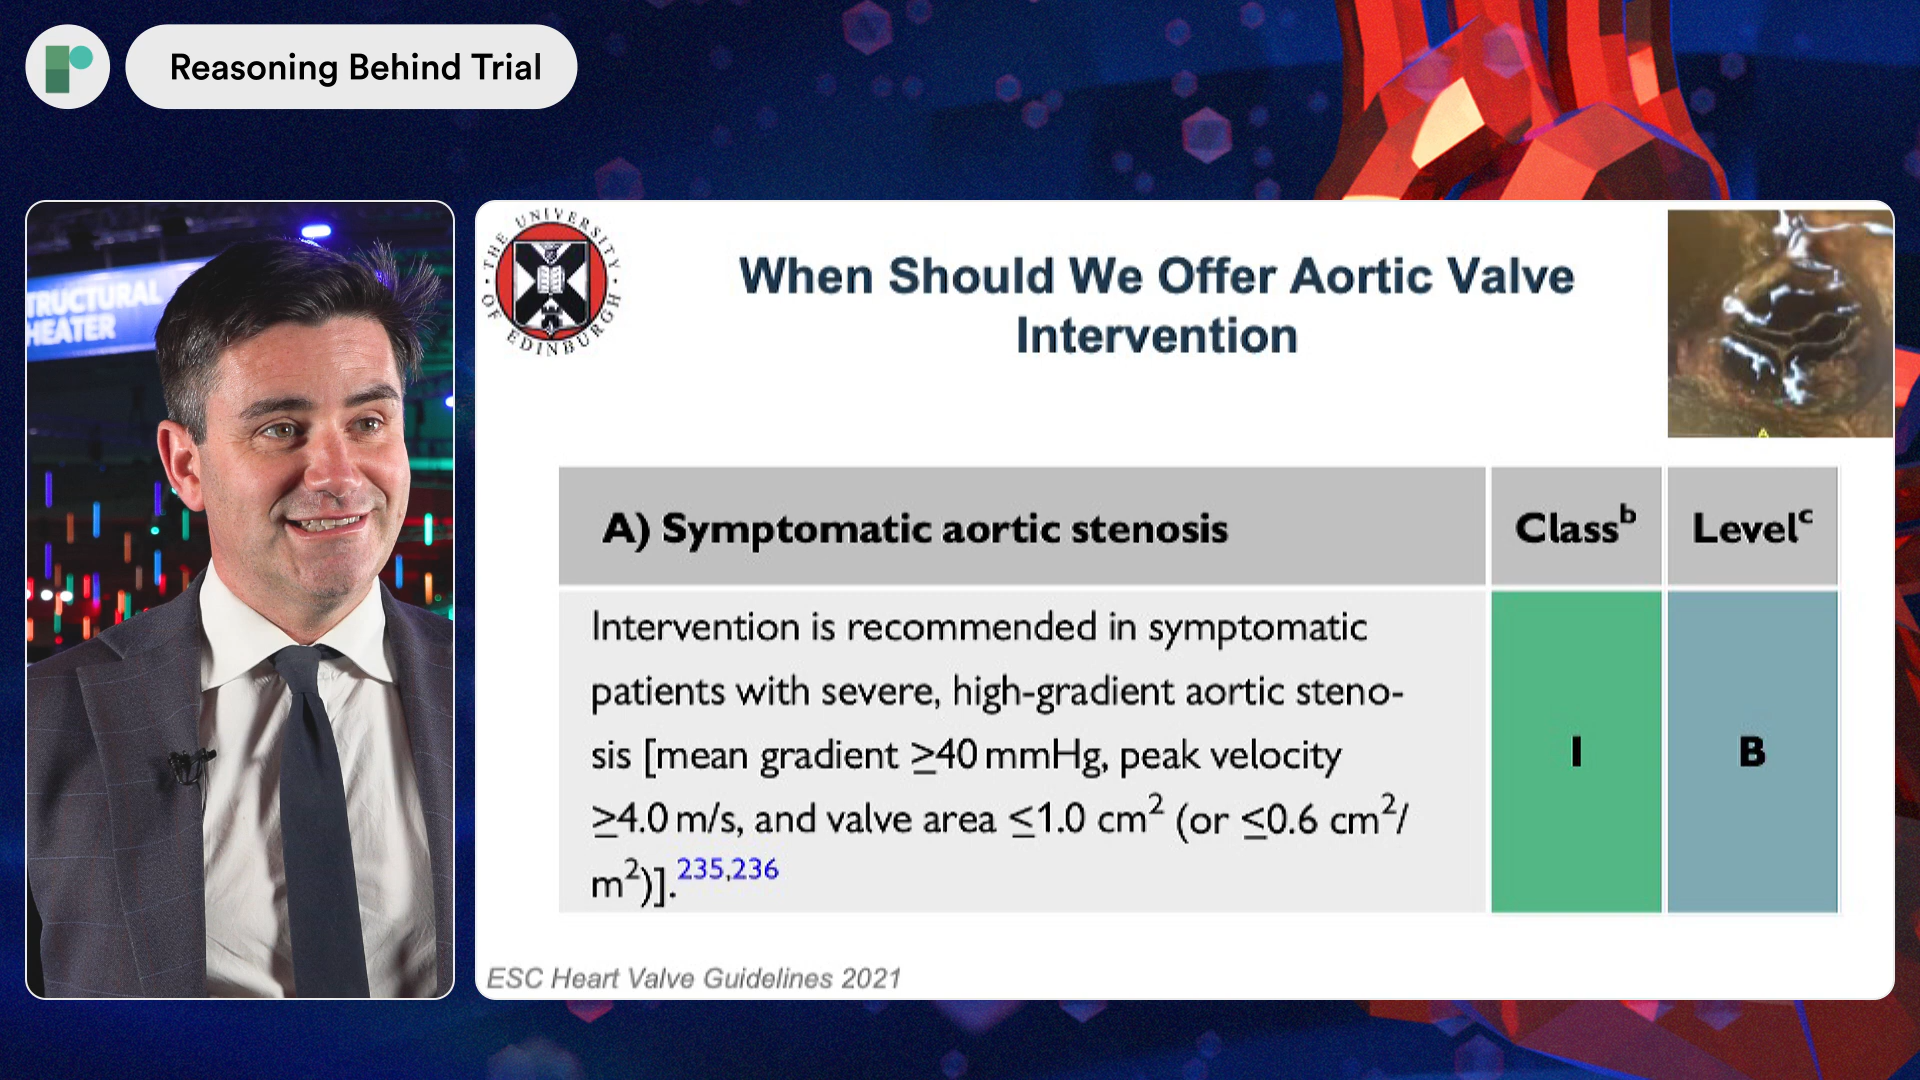 Reasoning Behind Trial
TRUCTURAL
HEATER
· THE UNIVERSITY ·
OF EDINBURGH
When Should We Offer Aortic Valve
Intervention
A) Symptomatic aortic stenosis
Classᵇ
Levelᶜ
Intervention is recommended in symptomatic
patients with severe, high-gradient aortic steno-
sis [mean gradient ≥40 mmHg, peak velocity
≥4.0 m/s, and valve area ≤1.0 cm² (or ≤0.6 cm²/
m²)].²³⁵,²³⁶
I
B
ESC Heart Valve Guidelines 2021